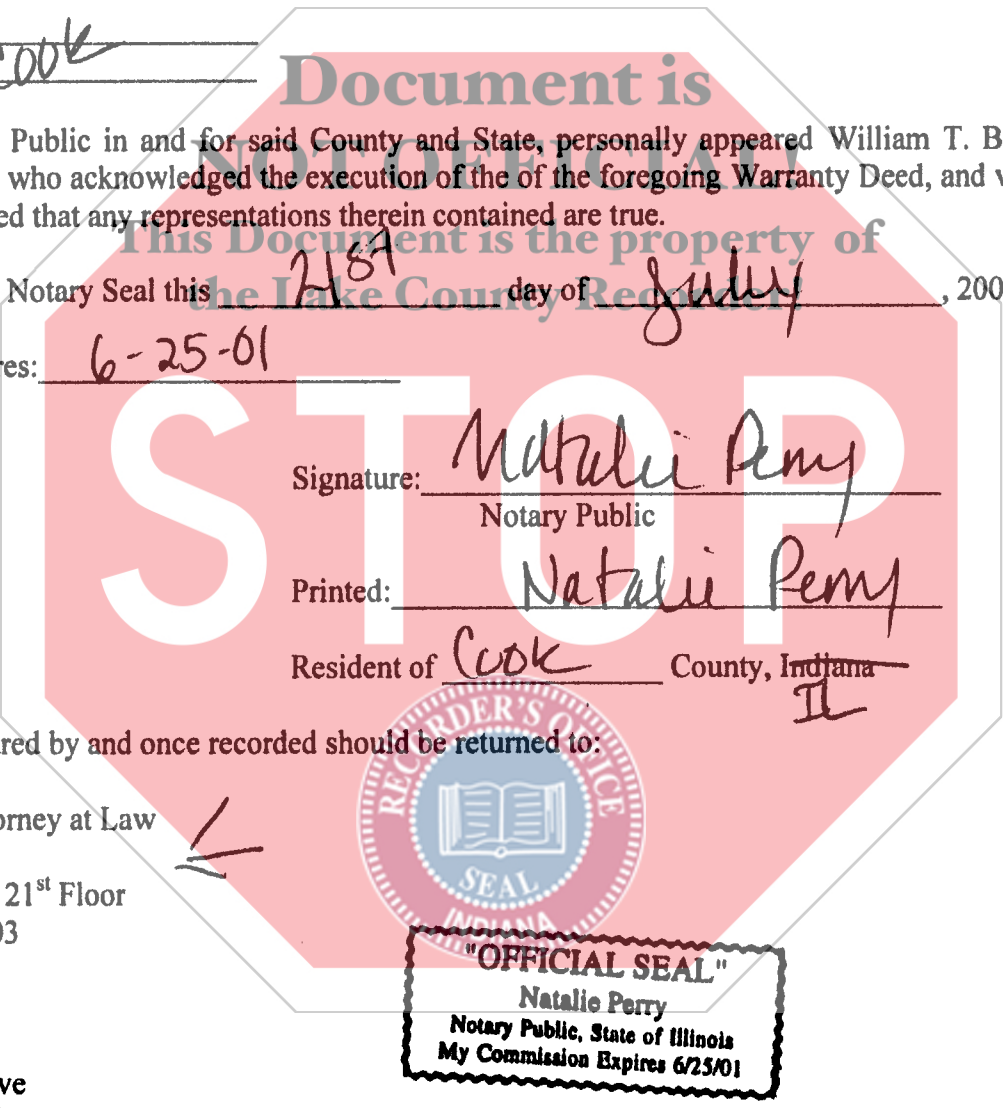 Cook
Document is
NOT OFFICIAL!
Public in and for said County and State, personally appeared William T. B
who acknowledged the execution of the of the foregoing Warranty Deed, and v
ed that any representations therein contained are true.
This Document is the property of
the Lake County Recorder!
Notary Seal this 21st day of July, 200
res: 6-25-01
STOP
Signature: Natalie Perry
Notary Public
Printed: Natalie Perry
Resident of Cook County, Indiana
IL
RECORDER'S OFFICE
SEAL
INDIANA
red by and once recorded should be returned to:
orney at Law
21st Floor
03
"OFFICIAL SEAL"
Natalie Perry
Notary Public, State of Illinois
My Commission Expires 6/25/01
ve